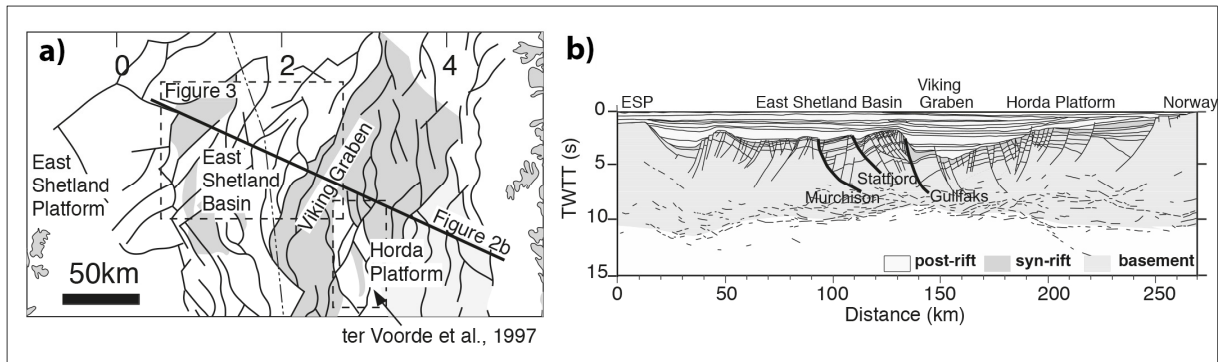 a)
0 2 4
Figure 3
East
Shetland
Platform`
East
Shetland
Basin
Viking Graben
Figure 2b
Horda
Platform
50km
ter Voorde et al., 1997
b)
Viking
ESP East Shetland Basin Graben Horda Platform Norway
0
5
10
15
TWTT (s)
Statfjord
Murchison
Gullfaks
post-rift syn-rift basement
0 50 100 150 200 250
Distance (km)